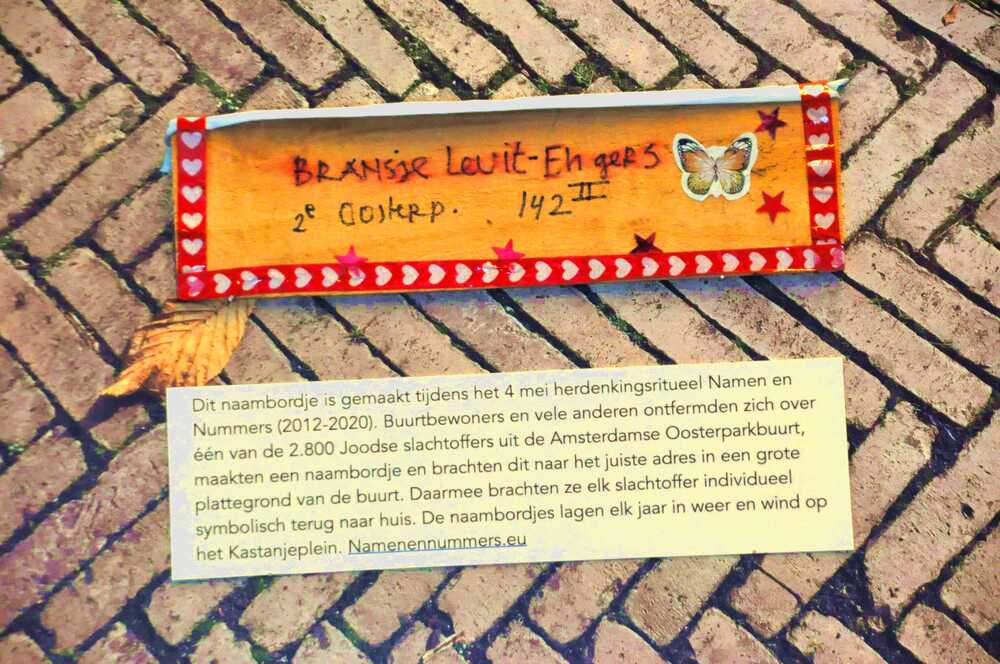 BRANSJE Levit-Engers
2e Oosterp. 142 II
Dit naambordje is gemaakt tijdens het 4 mei herdenkingsritueel Namen en
Nummers (2012-2020). Buurtbewoners en vele anderen ontfermden zich over
één van de 2.800 Joodse slachtoffers uit de Amsterdamse Oosterparkbuurt,
maakten een naambordje en brachten dit naar het juiste adres in een grote
plattegrond van de buurt. Daarmee brachten ze elk slachtoffer individueel
symbolisch terug naar huis. De naambordjes lagen elk jaar in weer en wind op
het Kastanjeplein. Namenennummers.eu